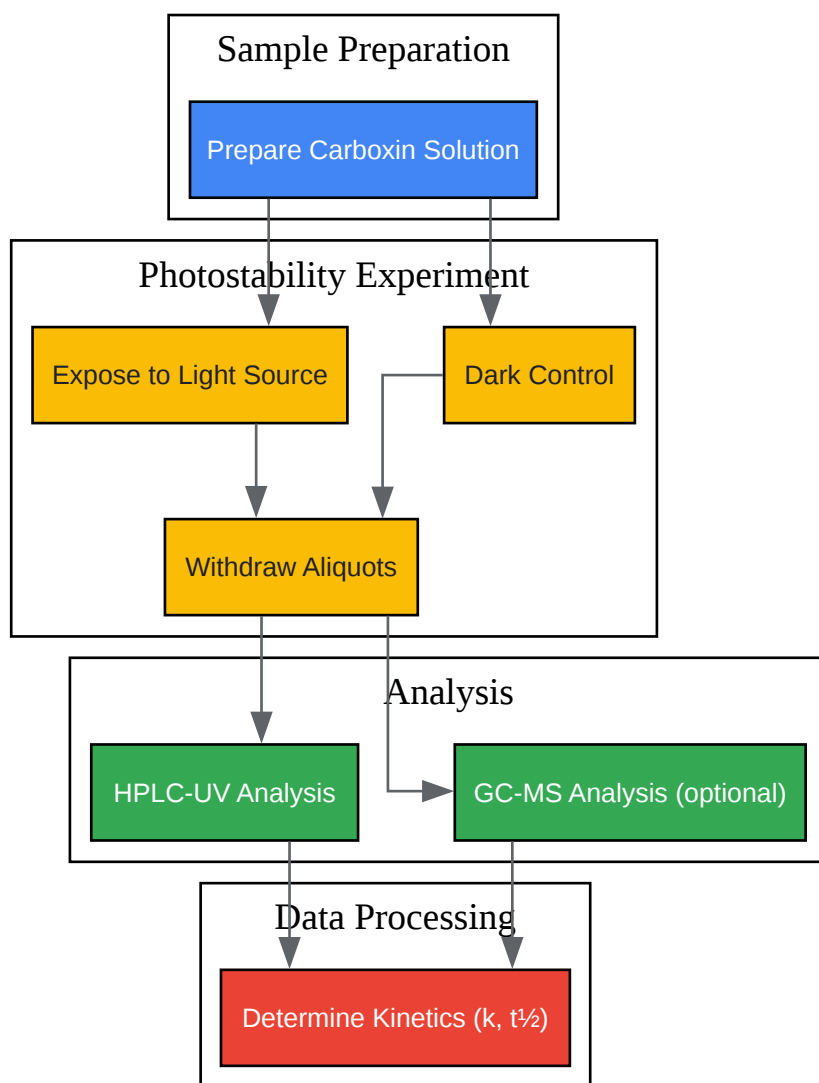 Sample Preparation
Prepare Carboxin Solution
Photostability Experiment
Expose to Light Source
Dark Control
Withdraw Aliquots
Analysis
HPLC-UV Analysis
GC-MS Analysis (optional)
Data Processing
Determine Kinetics (k, t½)